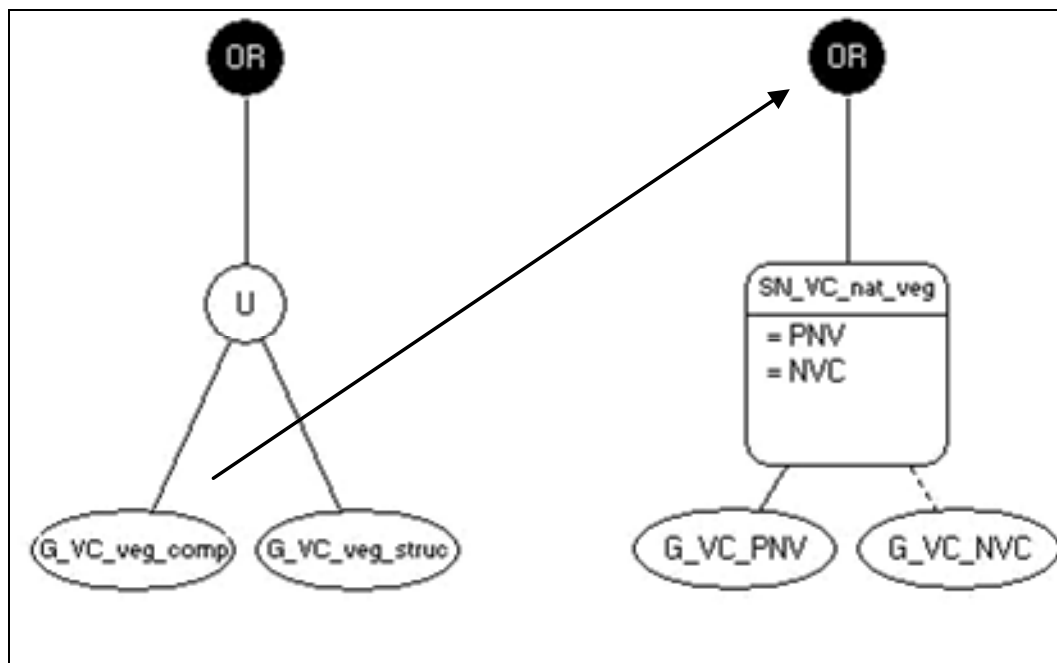 OR
U
G_VC_veg_comp
G_VC_veg_struc
OR
SN_VC_nat_veg
= PNV
= NVC
G_VC_PNV
G_VC_NVC